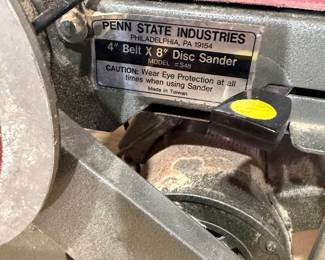 PENN STATE INDUSTRIES
PHILADELPHIA, PA 19154
4" Belt X 8" Disc Sander
MODEL #S48
CAUTION: Wear Eye Protection at all
times when using Sander
Made in Taiwan